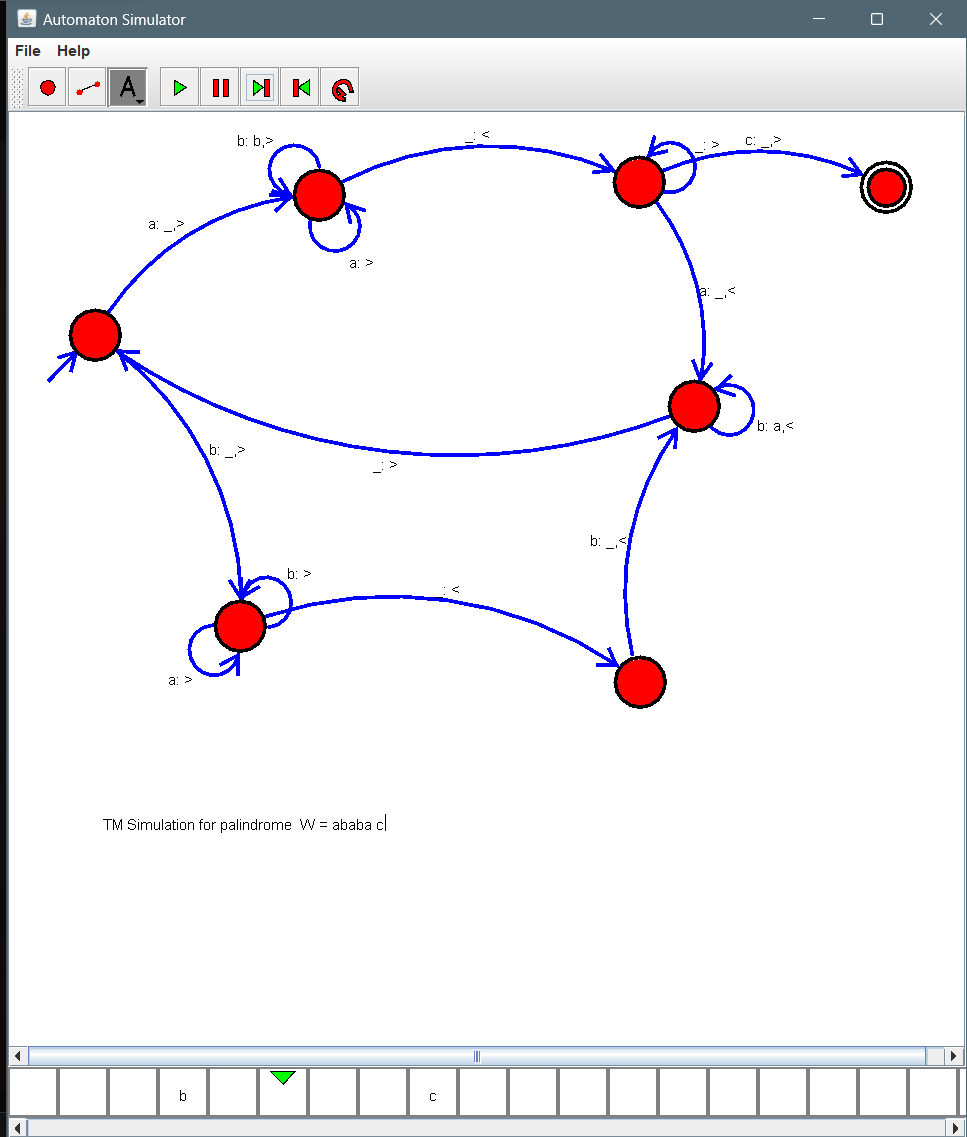 Automaton Simulator
File Help
A
b: b,>
_: <
_: >
c: _,>
a: _,>
a: >
a: _,<
b: a,<
b: _,>
_: >
b: _,<
b: >
_: <
a: >
TM Simulation for palindrome W = ababa c
b c